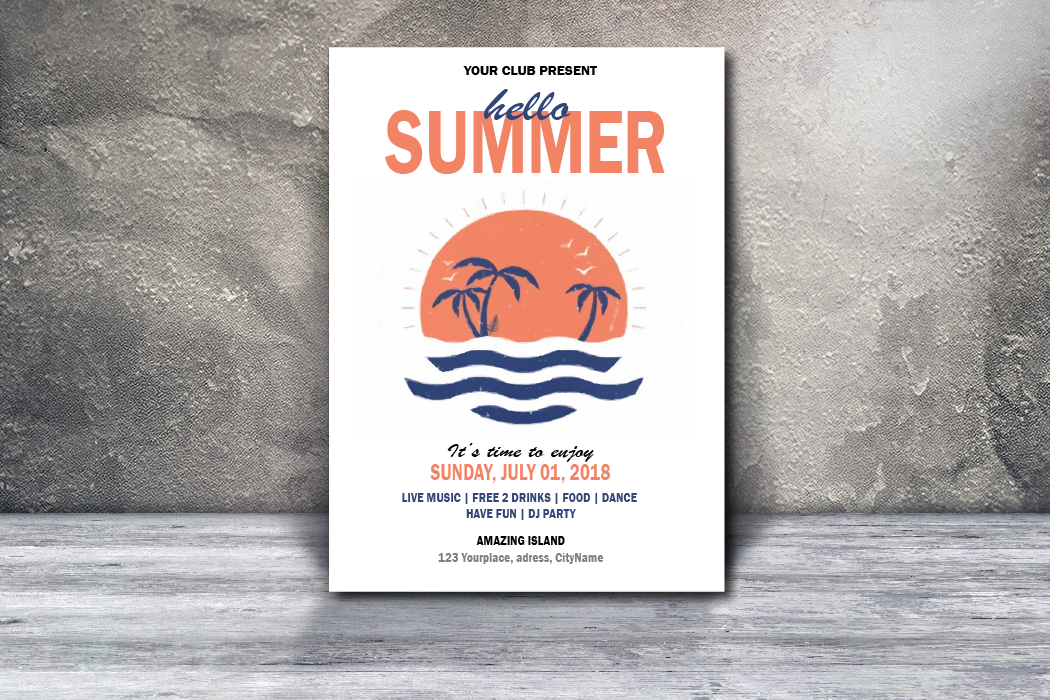 YOUR CLUB PRESENT
hello
SUMMER
It's time to enjoy
SUNDAY, JULY 01, 2018
LIVE MUSIC | FREE 2 DRINKS | FOOD | DANCE
HAVE FUN | DJ PARTY
AMAZING ISLAND
123 Yourplace, adress, CityName